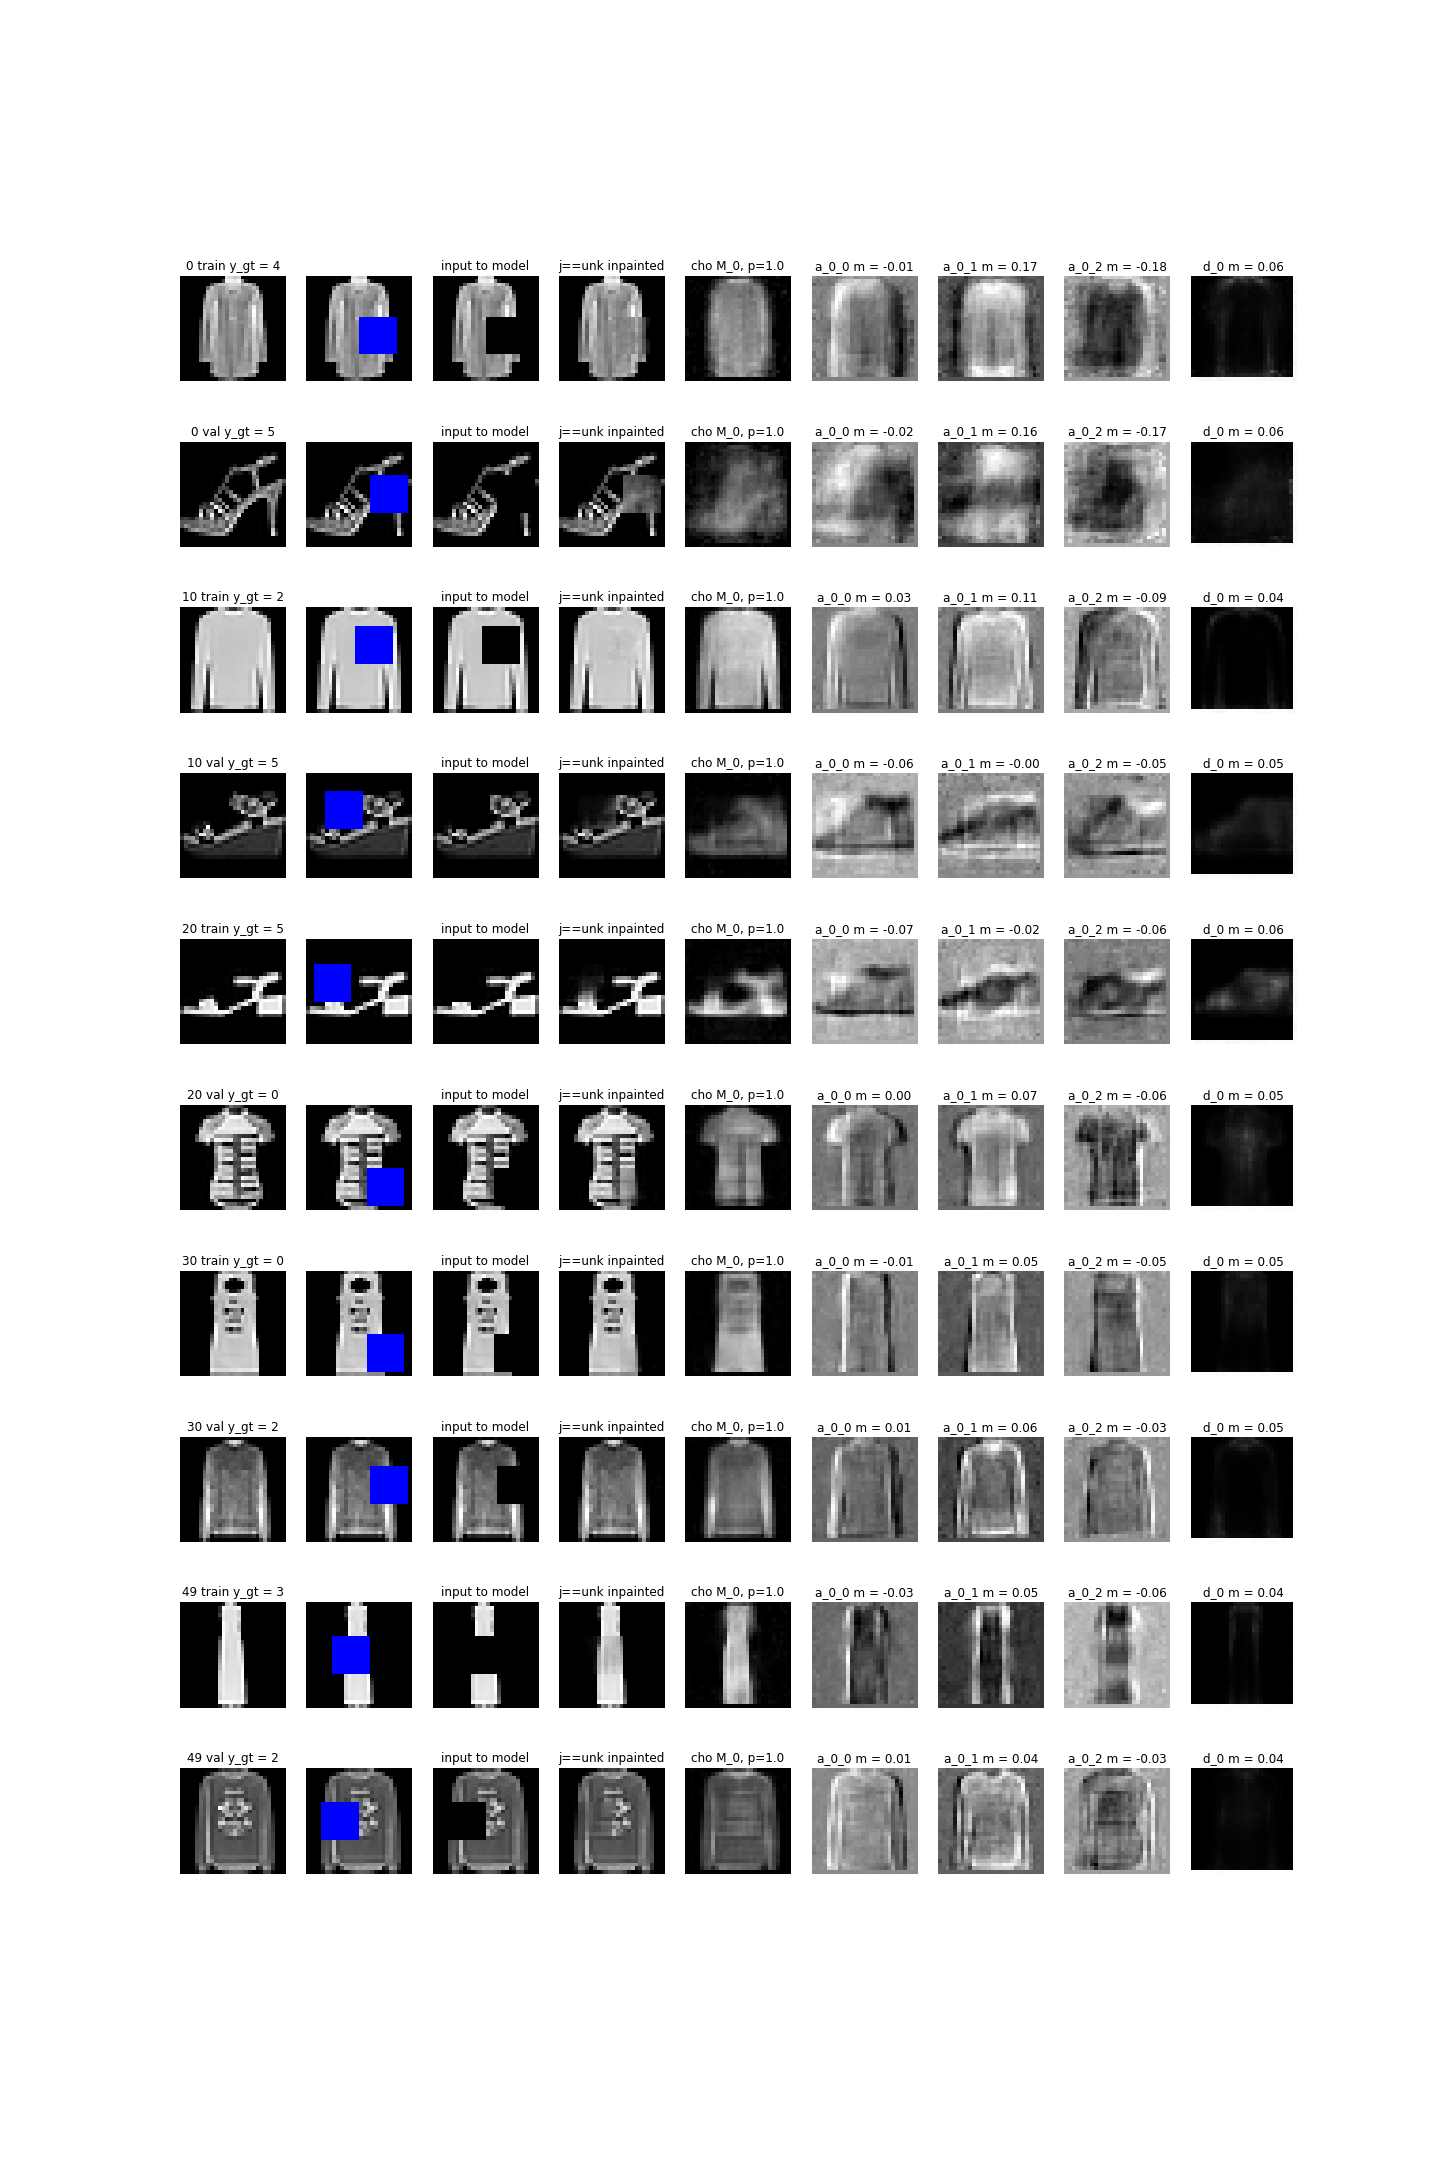 0 train y_gt = 4 input to model j==unk inpainted cho M_0, p=1.0 a_0_0 m = -0.01 a_0_1 m = 0.17 a_0_2 m = -0.18 d_0 m = 0.06
0 val y_gt = 5 input to model j==unk inpainted cho M_0, p=1.0 a_0_0 m = -0.02 a_0_1 m = 0.16 a_0_2 m = -0.17 d_0 m = 0.06
10 train y_gt = 2 input to model j==unk inpainted cho M_0, p=1.0 a_0_0 m = 0.03 a_0_1 m = 0.11 a_0_2 m = -0.09 d_0 m = 0.04
10 val y_gt = 5 input to model j==unk inpainted cho M_0, p=1.0 a_0_0 m = -0.06 a_0_1 m = -0.00 a_0_2 m = -0.05 d_0 m = 0.05
20 train y_gt = 5 input to model j==unk inpainted cho M_0, p=1.0 a_0_0 m = -0.07 a_0_1 m = -0.02 a_0_2 m = -0.06 d_0 m = 0.06
20 val y_gt = 0 input to model j==unk inpainted cho M_0, p=1.0 a_0_0 m = 0.00 a_0_1 m = 0.07 a_0_2 m = -0.06 d_0 m = 0.05
30 train y_gt = 0 input to model j==unk inpainted cho M_0, p=1.0 a_0_0 m = -0.01 a_0_1 m = 0.05 a_0_2 m = -0.05 d_0 m = 0.05
30 val y_gt = 2 input to model j==unk inpainted cho M_0, p=1.0 a_0_0 m = 0.01 a_0_1 m = 0.06 a_0_2 m = -0.03 d_0 m = 0.05
49 train y_gt = 3 input to model j==unk inpainted cho M_0, p=1.0 a_0_0 m = -0.03 a_0_1 m = 0.05 a_0_2 m = -0.06 d_0 m = 0.04
49 val y_gt = 2 input to model j==unk inpainted cho M_0, p=1.0 a_0_0 m = 0.01 a_0_1 m = 0.04 a_0_2 m = -0.03 d_0 m = 0.04